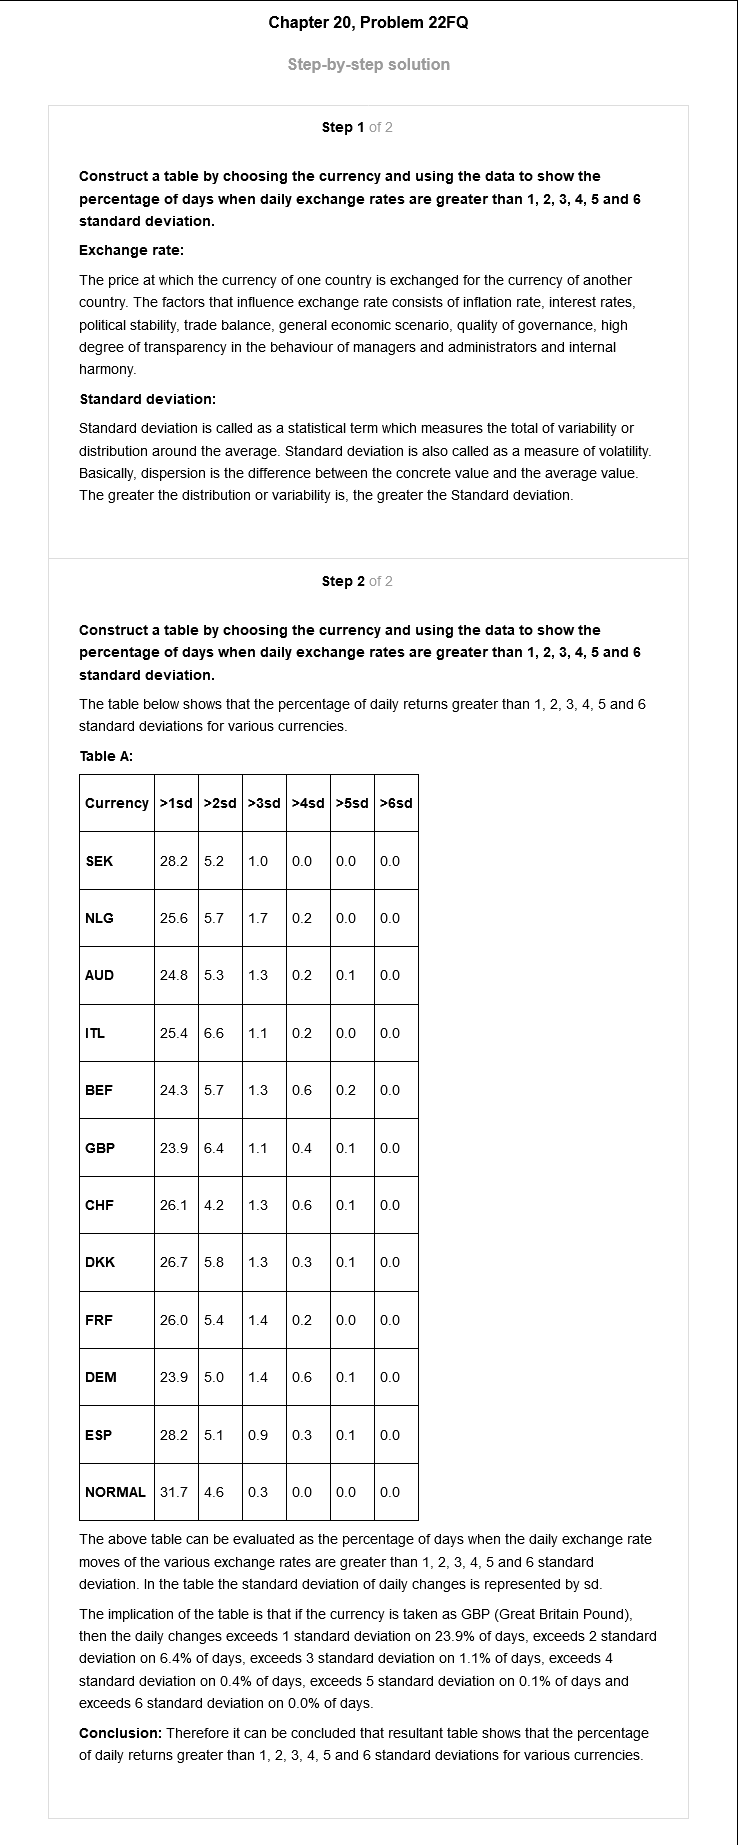 Chapter 20, Problem 22FQ
Step-by-step solution
Step 1 of 2
Construct a table by choosing the currency and using the data to show the
percentage of days when daily exchange rates are greater than 1, 2, 3, 4, 5 and 6
standard deviation.
Exchange rate:
The price at which the currency of one country is exchanged for the currency of another
country. The factors that influence exchange rate consists of inflation rate, interest rates,
political stability, trade balance, general economic scenario, quality of governance, high
degree of transparency in the behaviour of managers and administrators and internal
harmony.
Standard deviation:
Standard deviation is called as a statistical term which measures the total of variability or
distribution around the average. Standard deviation is also called as a measure of volatility.
Basically, dispersion is the difference between the concrete value and the average value.
The greater the distribution or variability is, the greater the Standard deviation.
Step 2 of 2
Construct a table by choosing the currency and using the data to show the
percentage of days when daily exchange rates are greater than 1, 2, 3, 4, 5 and 6
standard deviation.
The table below shows that the percentage of daily returns greater than 1, 2, 3, 4, 5 and 6
standard deviations for various currencies.
Table A:
Currency >1sd >2sd >3sd >4sd >5sd >6sd
SEK 28.2 5.2 1.0 0.0 0.0 0.0
NLG 25.6 5.7 1.7 0.2 0.0 0.0
AUD 24.8 5.3 1.3 0.2 0.1 0.0
ITL 25.4 6.6 1.1 0.2 0.0 0.0
BEF 24.3 5.7 1.3 0.6 0.2 0.0
GBP 23.9 6.4 1.1 0.4 0.1 0.0
CHF 26.1 4.2 1.3 0.6 0.1 0.0
DKK 26.7 5.8 1.3 0.3 0.1 0.0
FRF 26.0 5.4 1.4 0.2 0.0 0.0
DEM 23.9 5.0 1.4 0.6 0.1 0.0
ESP 28.2 5.1 0.9 0.3 0.1 0.0
NORMAL 31.7 4.6 0.3 0.0 0.0 0.0
The above table can be evaluated as the percentage of days when the daily exchange rate
moves of the various exchange rates are greater than 1, 2, 3, 4, 5 and 6 standard
deviation. In the table the standard deviation of daily changes is represented by sd.
The implication of the table is that if the currency is taken as GBP (Great Britain Pound),
then the daily changes exceeds 1 standard deviation on 23.9% of days, exceeds 2 standard
deviation on 6.4% of days, exceeds 3 standard deviation on 1.1% of days, exceeds 4
standard deviation on 0.4% of days, exceeds 5 standard deviation on 0.1% of days and
exceeds 6 standard deviation on 0.0% of days.
Conclusion: Therefore it can be concluded that resultant table shows that the percentage
of daily returns greater than 1, 2, 3, 4, 5 and 6 standard deviations for various currencies.